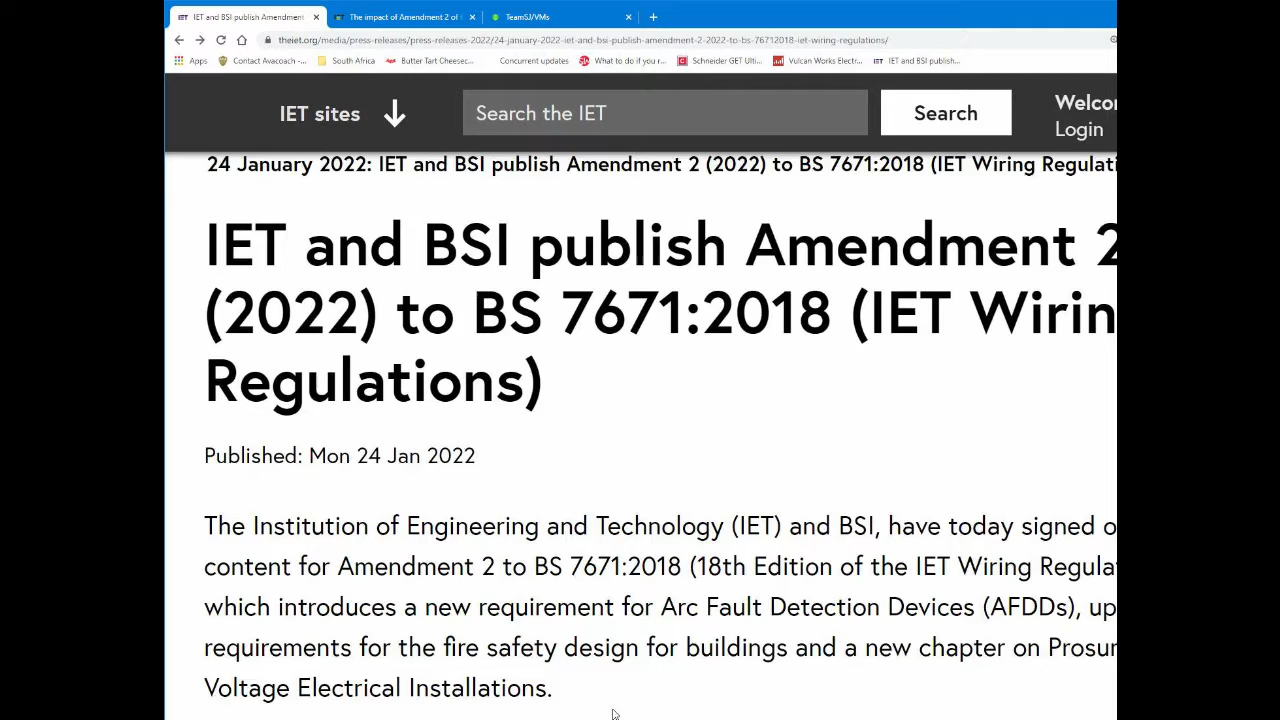 IET and BSI publish Amendment
The impact of Amendment 2 of
TeamSJ/VMs
theiet.org/media/press-releases/press-releases-2022/24-january-2022-iet-and-bsi-publish-amendment-2-2022-to-bs-76712018-iet-wiring-regulations/
Apps Contact Avacoach -... South Africa Butter Tart Cheesec... Concurrent updates What to do if you r... Schneider GET Ulti... Vulcan Works Electr... IET and BSI publish...
IET sites Search the IET Search Welcor
Login
24 January 2022: IET and BSI publish Amendment 2 (2022) to BS 7671:2018 (IET Wiring Regulati
IET and BSI publish Amendment 2
(2022) to BS 7671:2018 (IET Wirin
Regulations)
Published: Mon 24 Jan 2022
The Institution of Engineering and Technology (IET) and BSI, have today signed o
content for Amendment 2 to BS 7671:2018 (18th Edition of the IET Wiring Regula
which introduces a new requirement for Arc Fault Detection Devices (AFDDs), up
requirements for the fire safety design for buildings and a new chapter on Prosu
Voltage Electrical Installations.